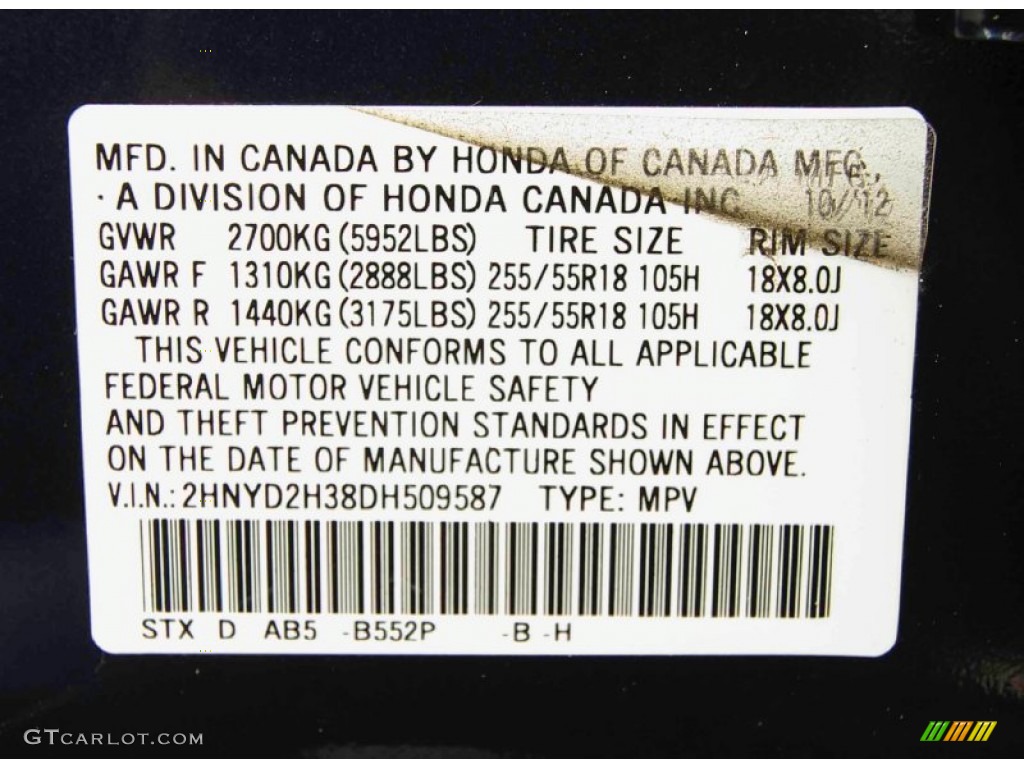 MFD. IN CANADA BY HONDA OF CANADA MFG.,
· A DIVISION OF HONDA CANADA INC. 10/12
GVWR 2700KG (5952LBS) TIRE SIZE RIM SIZE
GAWR F 1310KG (2888LBS) 255/55R18 105H 18X8.0J
GAWR R 1440KG (3175LBS) 255/55R18 105H 18X8.0J
THIS VEHICLE CONFORMS TO ALL APPLICABLE
FEDERAL MOTOR VEHICLE SAFETY
AND THEFT PREVENTION STANDARDS IN EFFECT
ON THE DATE OF MANUFACTURE SHOWN ABOVE.
V.I.N.: 2HNYD2H38DH509587 TYPE: MPV
STX D AB5 -B552P -B -H
GTCARLOT.COM